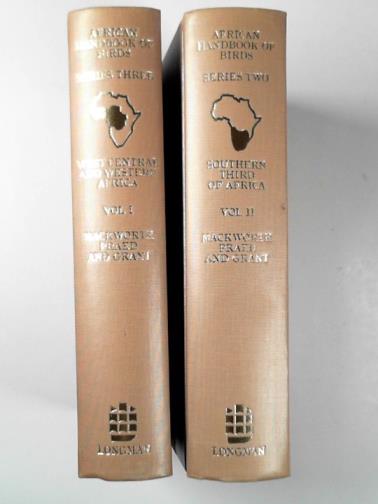 AFRICAN
HANDBOOK OF
BIRDS
SERIES THREE
WEST CENTRAL
AND WESTERN
AFRICA
VOL I
MACKWORTH
PRAED
AND GRANT
LONGMAN
AFRICAN
HANDBOOK OF
BIRDS
SERIES TWO
SOUTHERN
THIRD
OF AFRICA
VOL II
MACKWORTH
PRAED
AND GRANT
LONGMAN